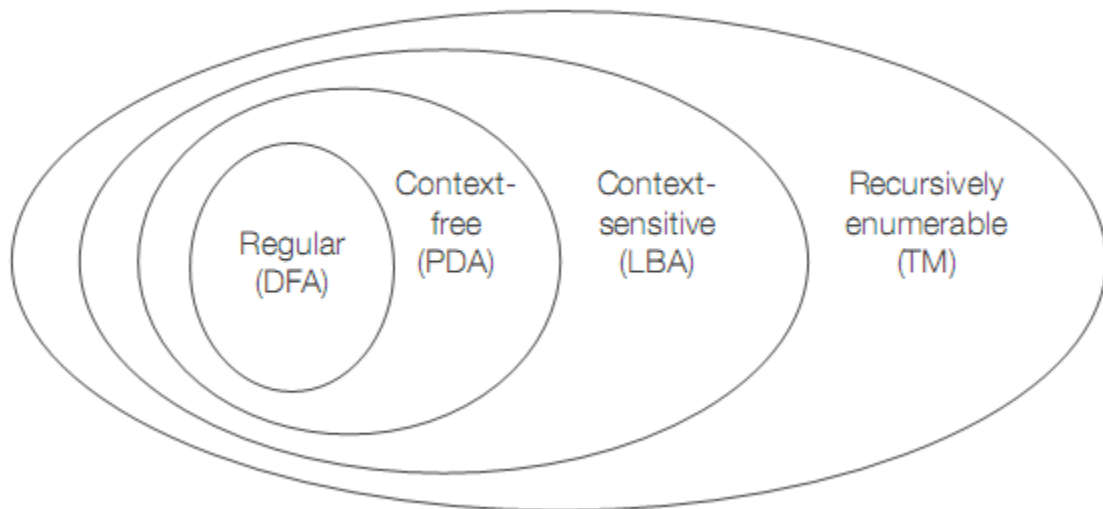 Regular
(DFA)
Context-
free
(PDA)
Context-
sensitive
(LBA)
Recursively
enumerable
(TM)